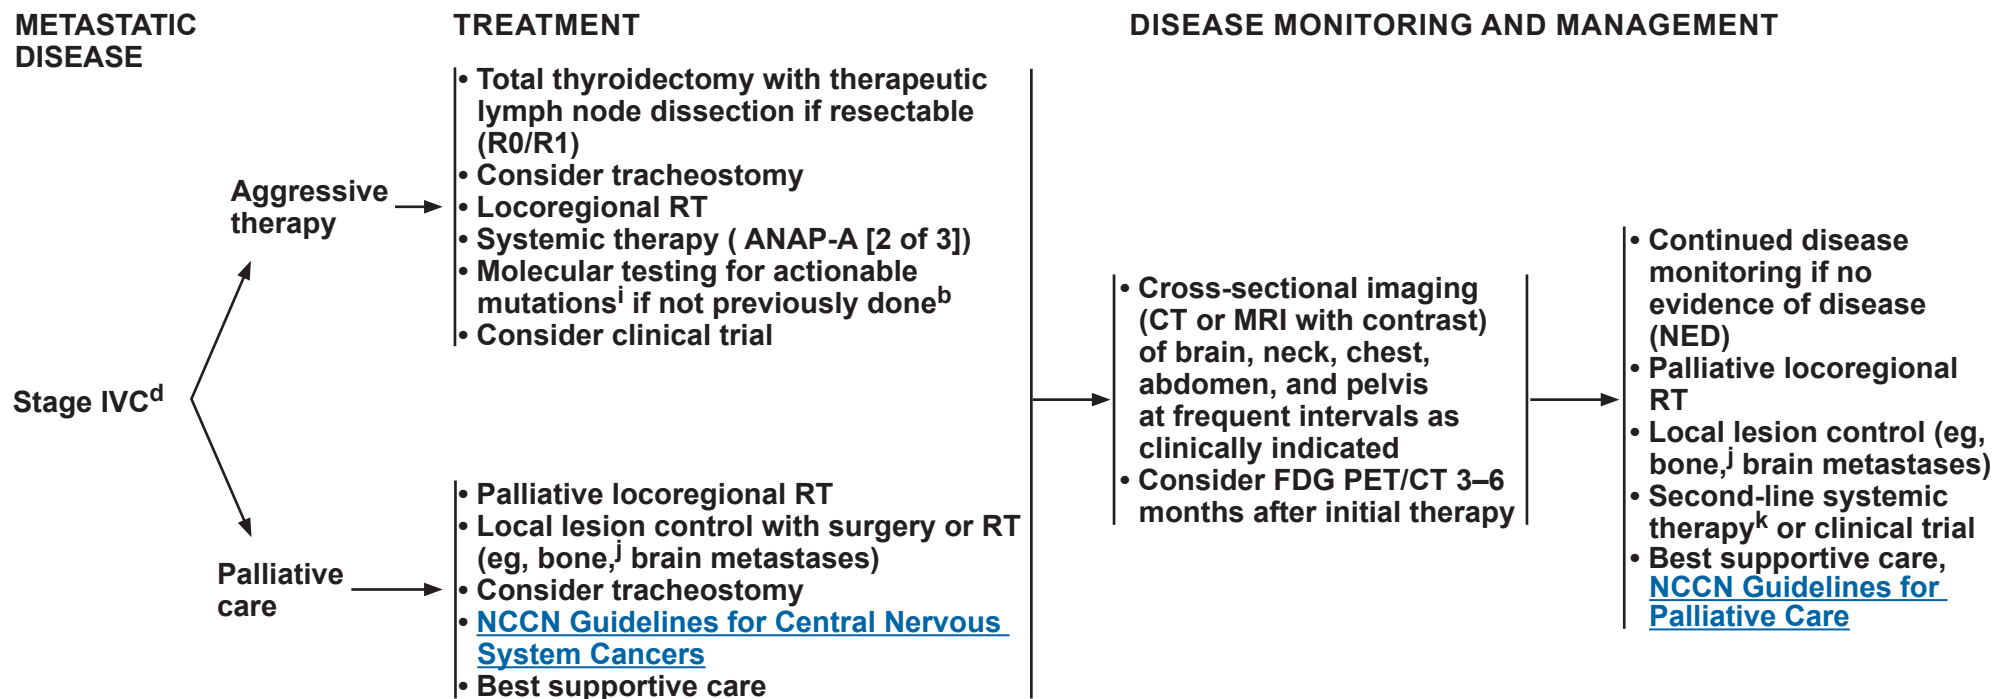 METASTATIC
DISEASE
TREATMENT
DISEASE MONITORING AND MANAGEMENT
Stage IVCᵈ
Aggressive
therapy
• Total thyroidectomy with therapeutic
lymph node dissection if resectable
(R0/R1)
• Consider tracheostomy
• Locoregional RT
• Systemic therapy ( ANAP-A [2 of 3])
• Molecular testing for actionable
mutationsⁱ if not previously doneᵇ
• Consider clinical trial
Palliative
care
• Palliative locoregional RT
• Local lesion control with surgery or RT
(eg, bone,ʲ brain metastases)
• Consider tracheostomy
• NCCN Guidelines for Central Nervous
System Cancers
• Best supportive care
• Cross-sectional imaging
(CT or MRI with contrast)
of brain, neck, chest,
abdomen, and pelvis
at frequent intervals as
clinically indicated
• Consider FDG PET/CT 3–6
months after initial therapy
• Continued disease
monitoring if no
evidence of disease
(NED)
• Palliative locoregional
RT
• Local lesion control (eg,
bone,ʲ brain metastases)
• Second-line systemic
therapyᵏ or clinical trial
• Best supportive care,
NCCN Guidelines for
Palliative Care